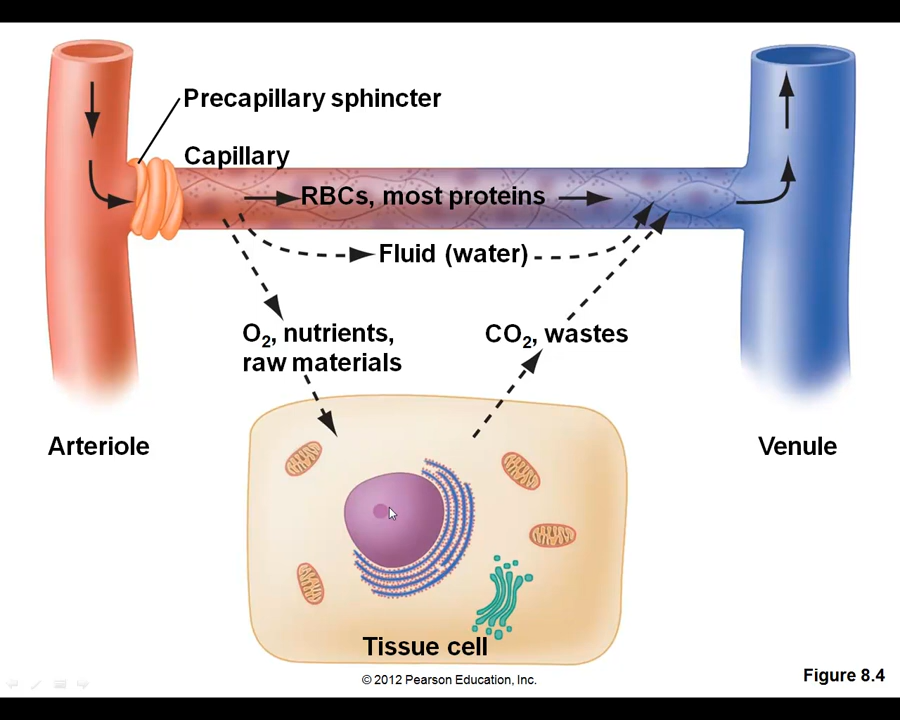 Precapillary sphincter
Capillary
RBCs, most proteins
Fluid (water)
O₂, nutrients,
raw materials
CO₂, wastes
Arteriole
Venule
Tissue cell
© 2012 Pearson Education, Inc.
Figure 8.4